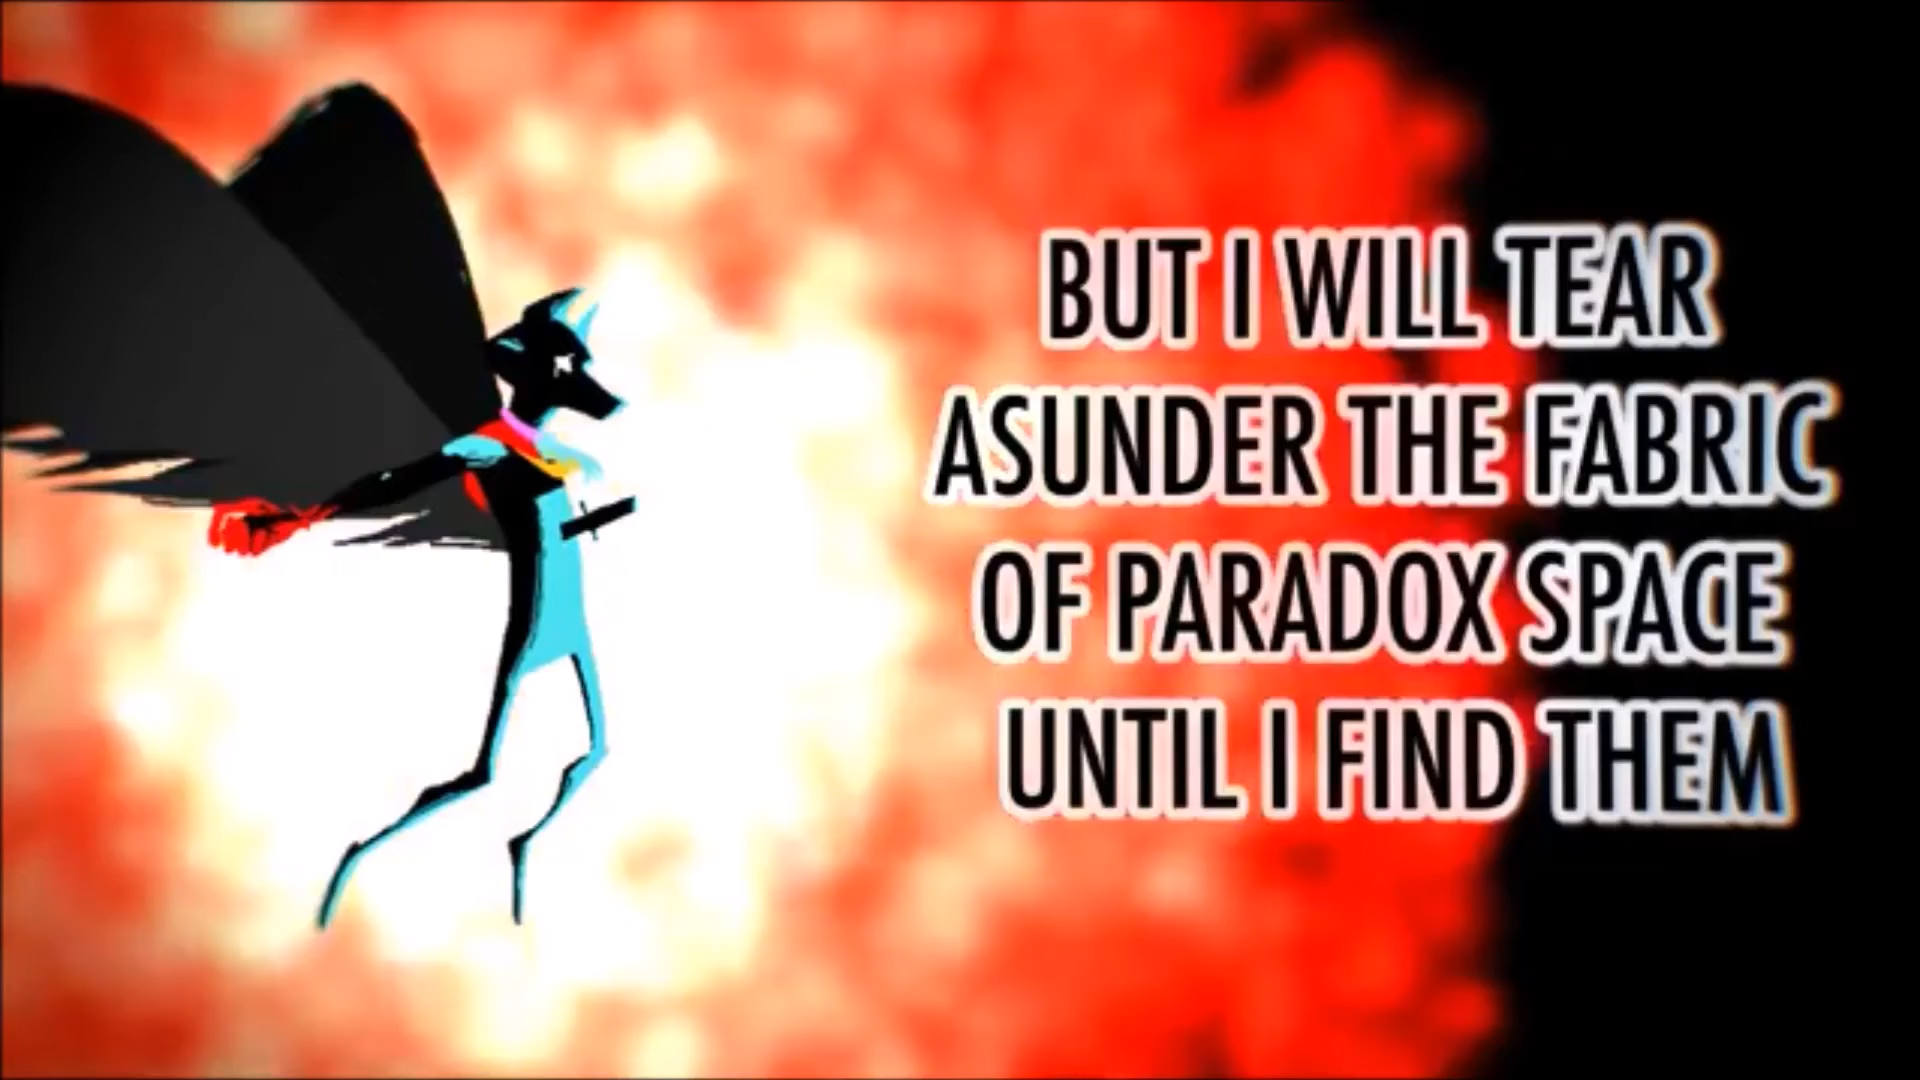 BUT I WILL TEAR
ASUNDER THE FABRIC
OF PARADOX SPACE
UNTIL I FIND THEM